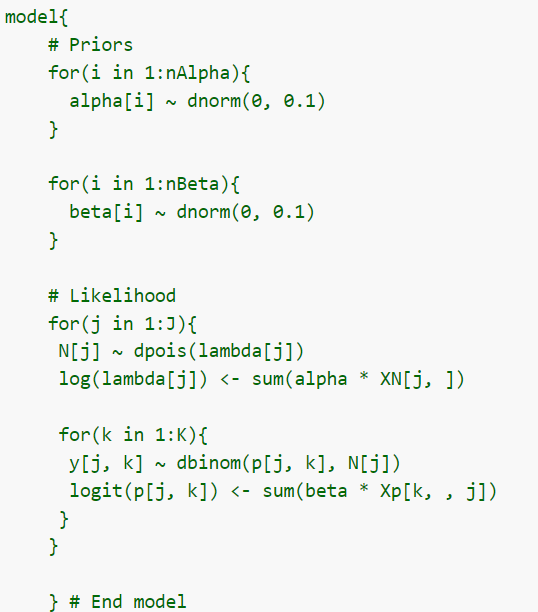 model{
    # Priors
    for(i in 1:nAlpha){
      alpha[i] ~ dnorm(0, 0.1)
    }

    for(i in 1:nBeta){
      beta[i] ~ dnorm(0, 0.1)
    }

    # Likelihood
    for(j in 1:J){
     N[j] ~ dpois(lambda[j])
     log(lambda[j]) <- sum(alpha * XN[j, ])

     for(k in 1:K){
      y[j, k] ~ dbinom(p[j, k], N[j])
      logit(p[j, k]) <- sum(beta * Xp[k, , j])
     }
    }

    } # End model